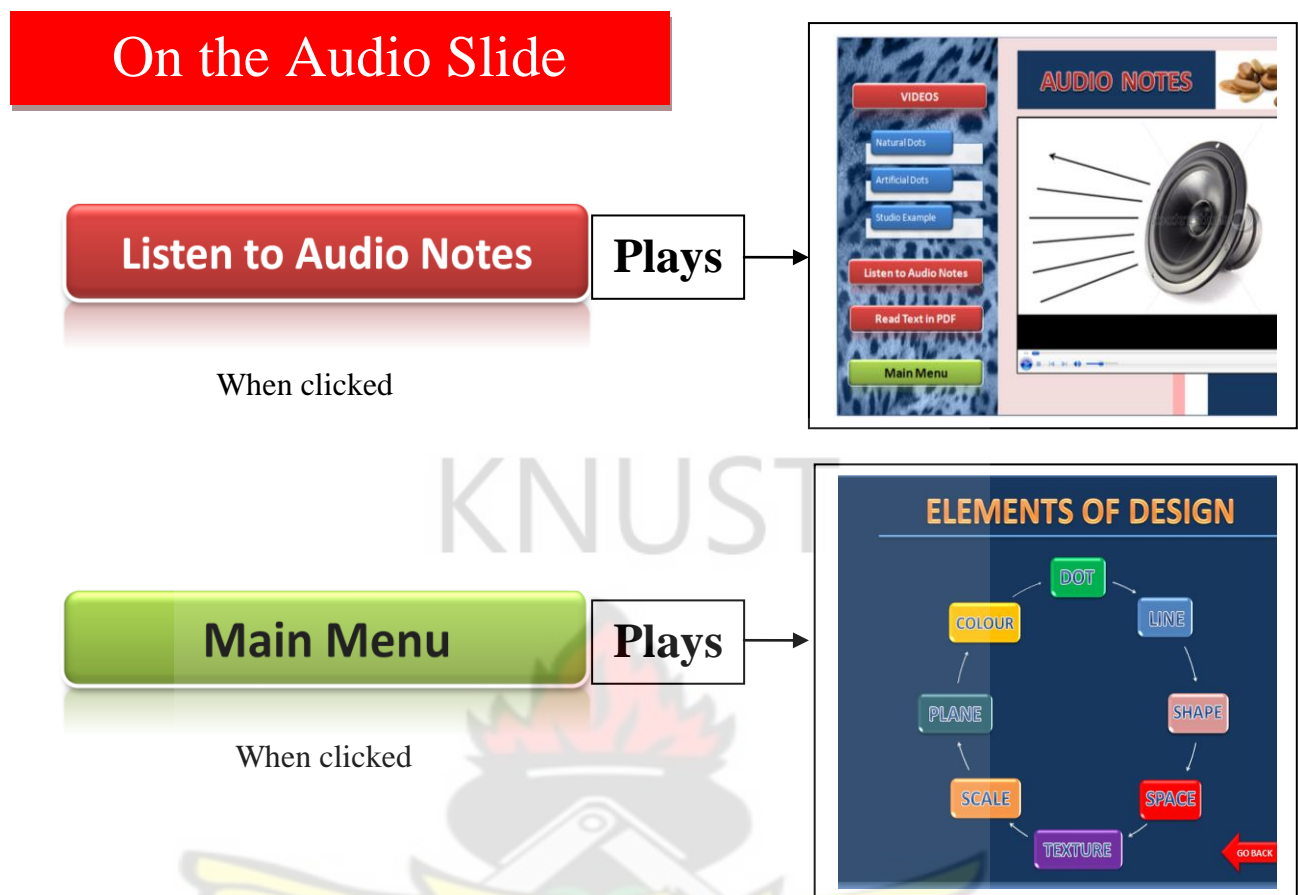 On the Audio Slide
Listen to Audio Notes
Plays
When clicked
VIDEOS
Natural Dots
Artificial Dots
Studio Example
Listen to Audio Notes
Read Text in PDF
Main Menu
AUDIO NOTES
KNUST
Main Menu
Plays
When clicked
ELEMENTS OF DESIGN
DOT
LINE
SHAPE
SPACE
TEXTURE
SCALE
PLANE
COLOUR
GO BACK